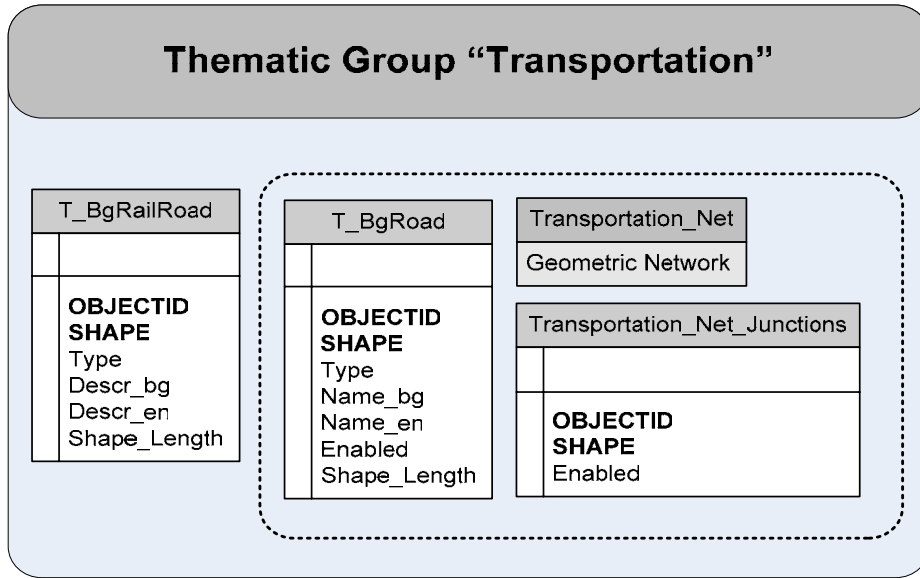 Thematic Group “Transportation”
T_BgRailRoad
OBJECTID
SHAPE
Type
Descr_bg
Descr_en
Shape_Length
T_BgRoad
OBJECTID
SHAPE
Type
Name_bg
Name_en
Enabled
Shape_Length
Transportation_Net
Geometric Network
Transportation_Net_Junctions
OBJECTID
SHAPE
Enabled